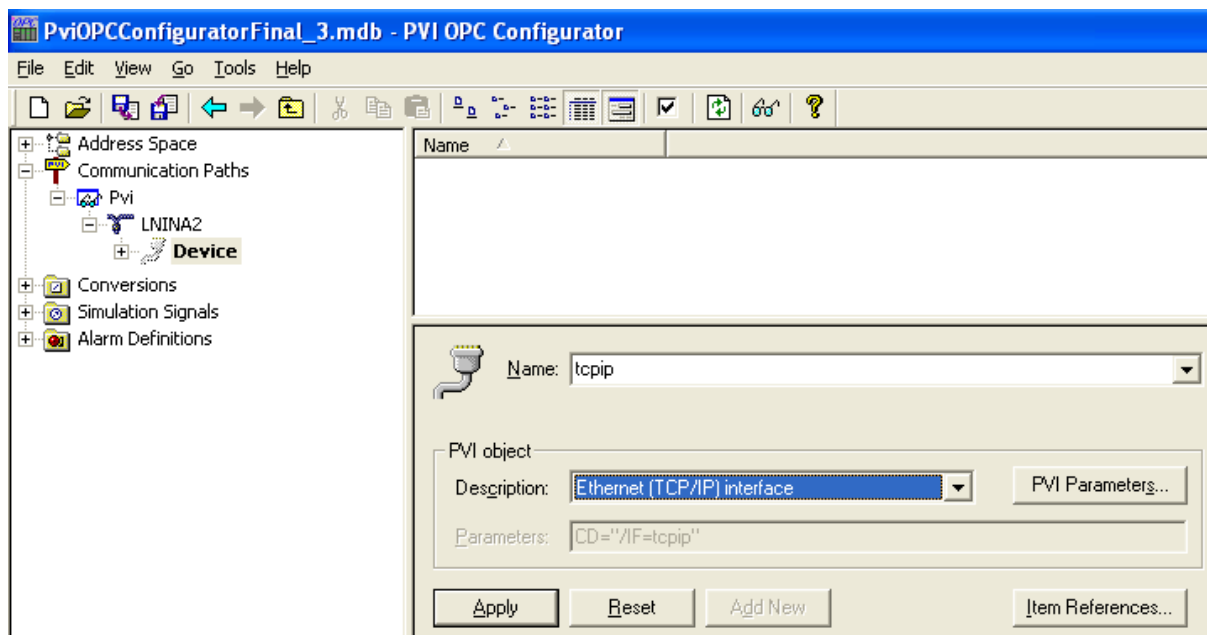 PviOPCConfiguratorFinal_3.mdb - PVI OPC Configurator
File Edit View Go Tools Help
Address Space
Communication Paths
Pvi
LNINA2
Device
Conversions
Simulation Signals
Alarm Definitions
Name
Name: tcpip
PVI object
Description: Ethernet (TCP/IP) interface PVI Parameters...
Parameters: CD="/IF=tcpip"
Apply Reset Add New Item References...